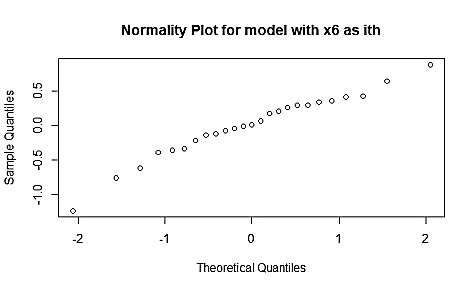 Normality Plot for model with x6 as ith
Sample Quantiles
0.5
0.0
-0.5
-1.0
-2 -1 0 1 2
Theoretical Quantiles